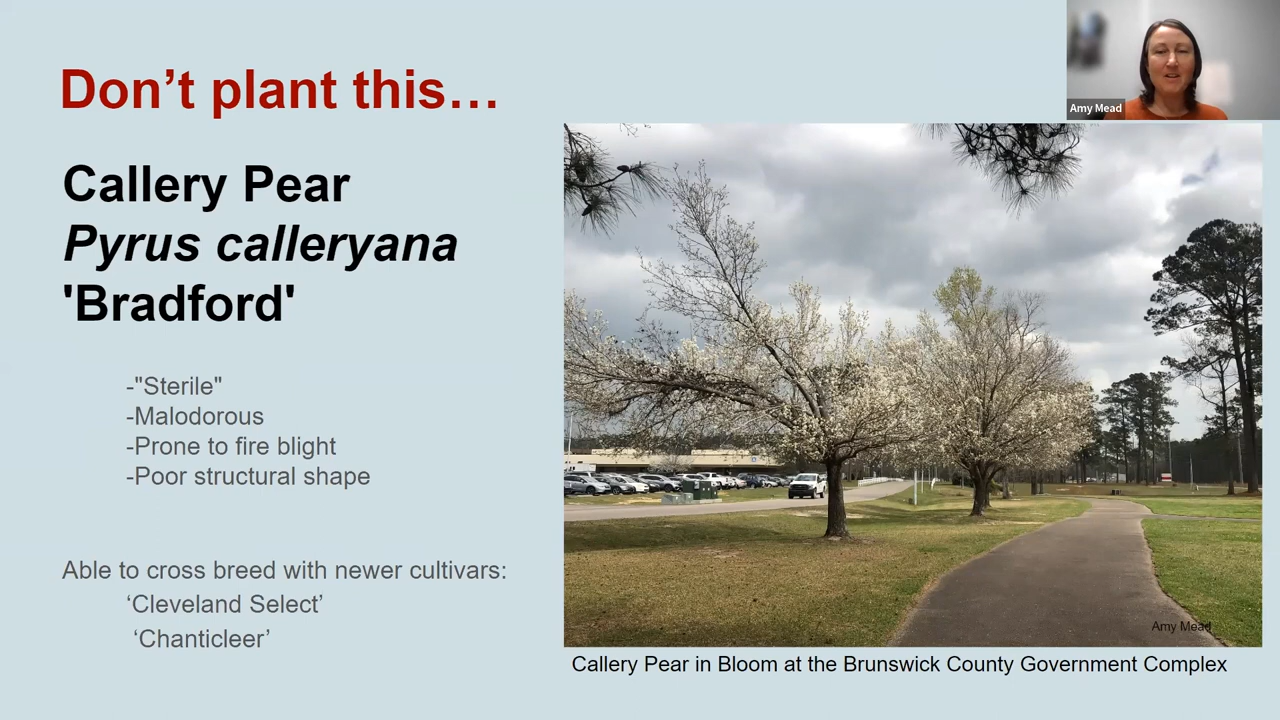 Don’t plant this…
Amy Mead
Callery Pear
Pyrus calleryana
'Bradford'
-"Sterile"
-Malodorous
-Prone to fire blight
-Poor structural shape
Able to cross breed with newer cultivars:
‘Cleveland Select’
‘Chanticleer’
Amy Mead
Callery Pear in Bloom at the Brunswick County Government Complex